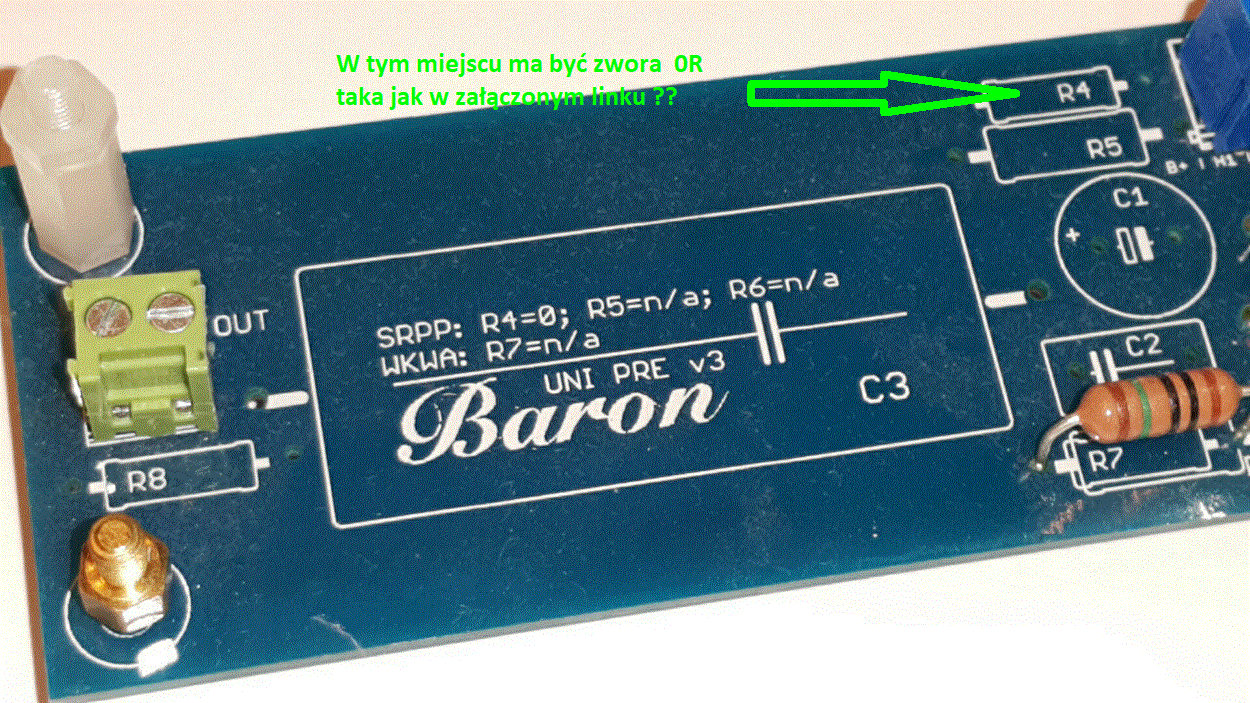 W tym miejscu ma być zwora 0R
taka jak w załączonym linku ??
R4
R5
B+
C1
+
OUT
SRPP: R4=0; R5=n/a; R6=n/a
WKWA: R7=n/a
UNI PRE v3
Baron
C3
C2
R7
R8